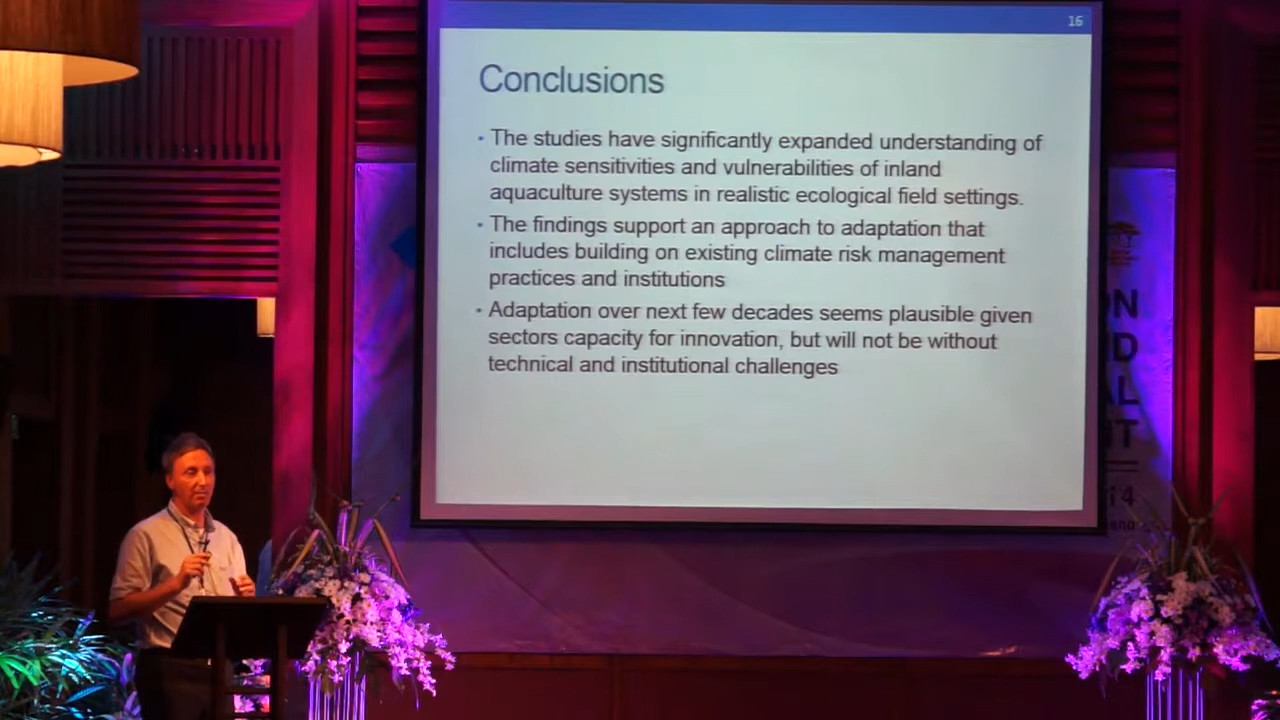 16
Conclusions
• The studies have significantly expanded understanding of
climate sensitivities and vulnerabilities of inland
aquaculture systems in realistic ecological field settings.
• The findings support an approach to adaptation that
includes building on existing climate risk management
practices and institutions
• Adaptation over next few decades seems plausible given
sectors capacity for innovation, but will not be without
technical and institutional challenges
N
D
L
T
4